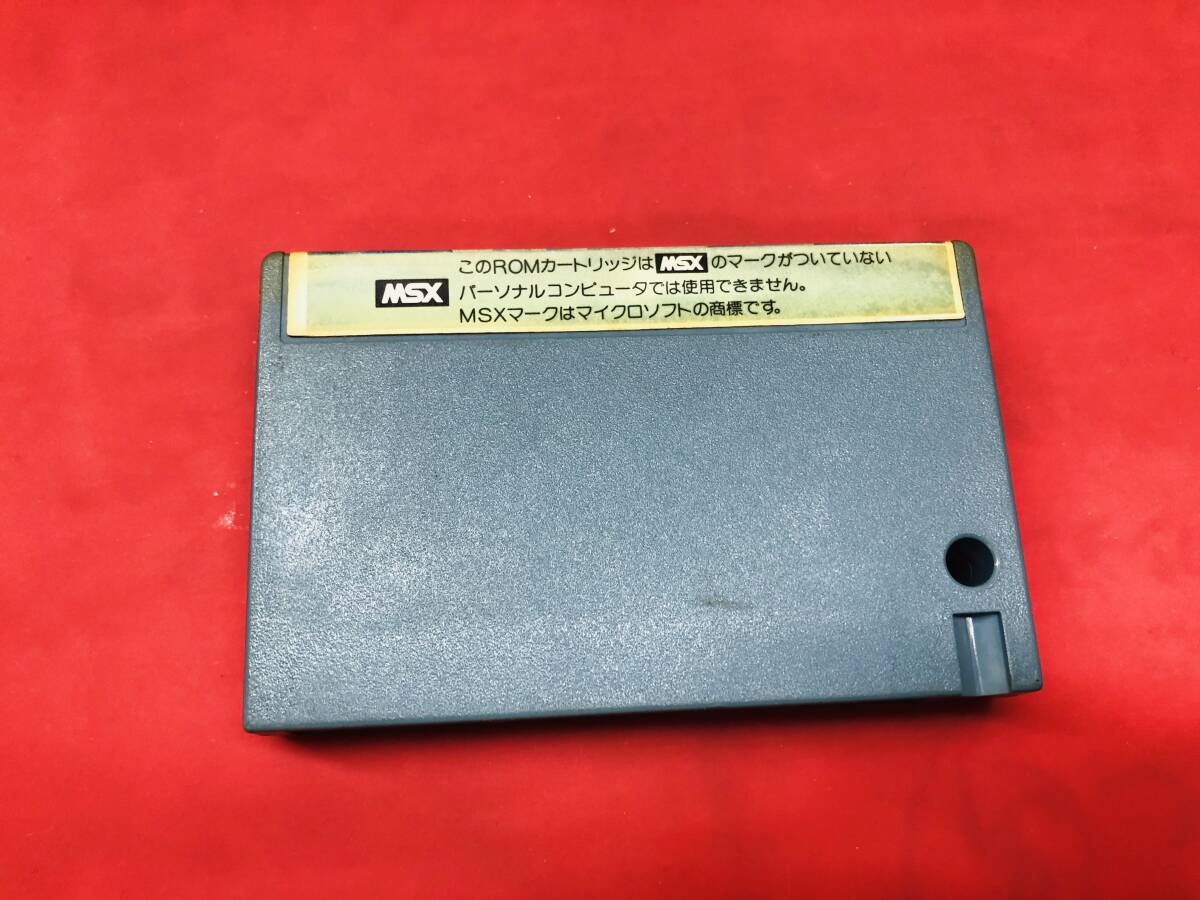 このROMカートリッジはMSXのマークがついていない
MSX パーソナルコンピュータでは使用できません。
MSXマークはマイクロソフトの商標です。